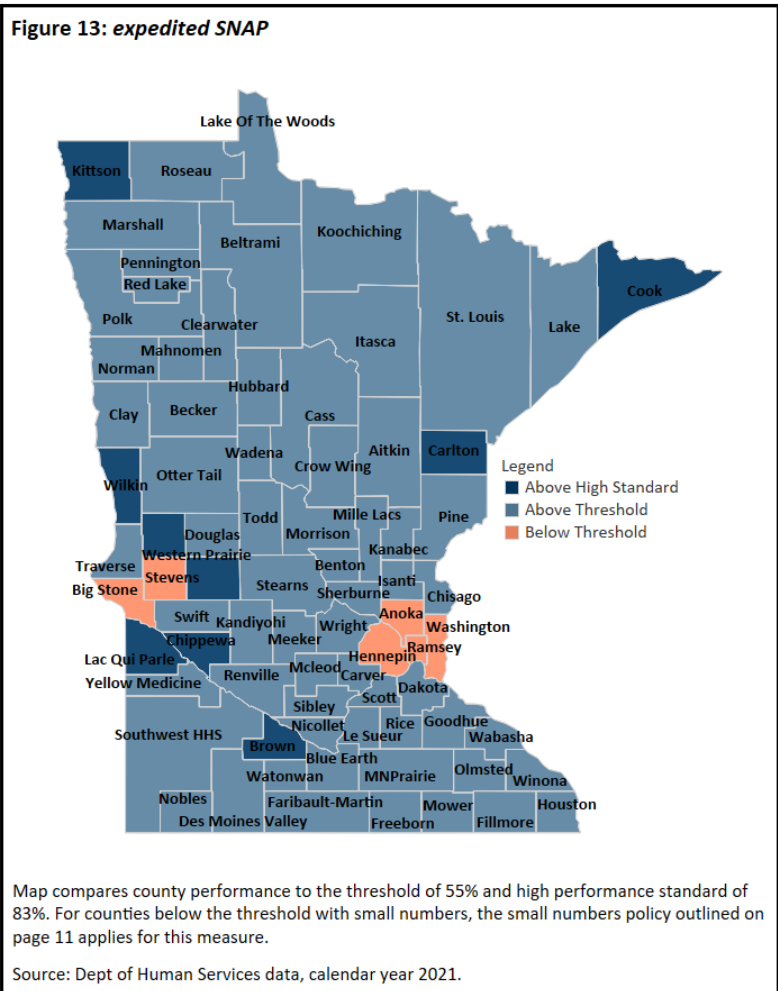 Figure 13: expedited SNAP
Lake Of The Woods
Kittson
Roseau
Marshall
Koochiching
Beltrami
Pennington
Red Lake
Cook
Polk
Clearwater
St. Louis
Lake
Itasca
Mahnomen
Norman
Hubbard
Clay
Becker
Cass
Wadena
Aitkin
Carlton
Crow Wing
Otter Tail
Wilkin
Legend
Above High Standard
Above Threshold
Below Threshold
Todd
Mille Lacs
Pine
Douglas
Morrison
Western Prairie
Kanabec
Traverse
Benton
Stevens
Isanti
Big Stone
Stearns
Sherburne
Chisago
Anoka
Swift
Kandiyohi
Wright
Washington
Chippewa
Meeker
Ramsey
Hennepin
Lac Qui Parle
Mcleod
Renville
Carver
Yellow Medicine
Dakota
Scott
Sibley
Southwest HHS
Nicollet
Rice
Goodhue
Le Sueur
Wabasha
Brown
Blue Earth
Watonwan
MNPrairie
Olmsted
Winona
Nobles
Faribault-Martin
Mower
Houston
Des Moines Valley
Freeborn
Fillmore
Map compares county performance to the threshold of 55% and high performance standard of
83%. For counties below the threshold with small numbers, the small numbers policy outlined on
page 11 applies for this measure.
Source: Dept of Human Services data, calendar year 2021.